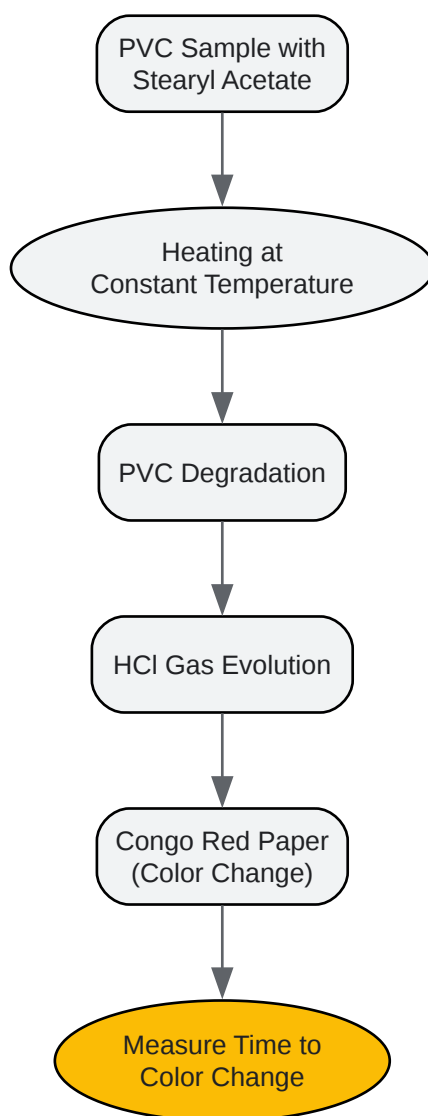 PVC Sample with
Stearyl Acetate
Heating at
Constant Temperature
PVC Degradation
HCl Gas Evolution
Congo Red Paper
(Color Change)
Measure Time to
Color Change